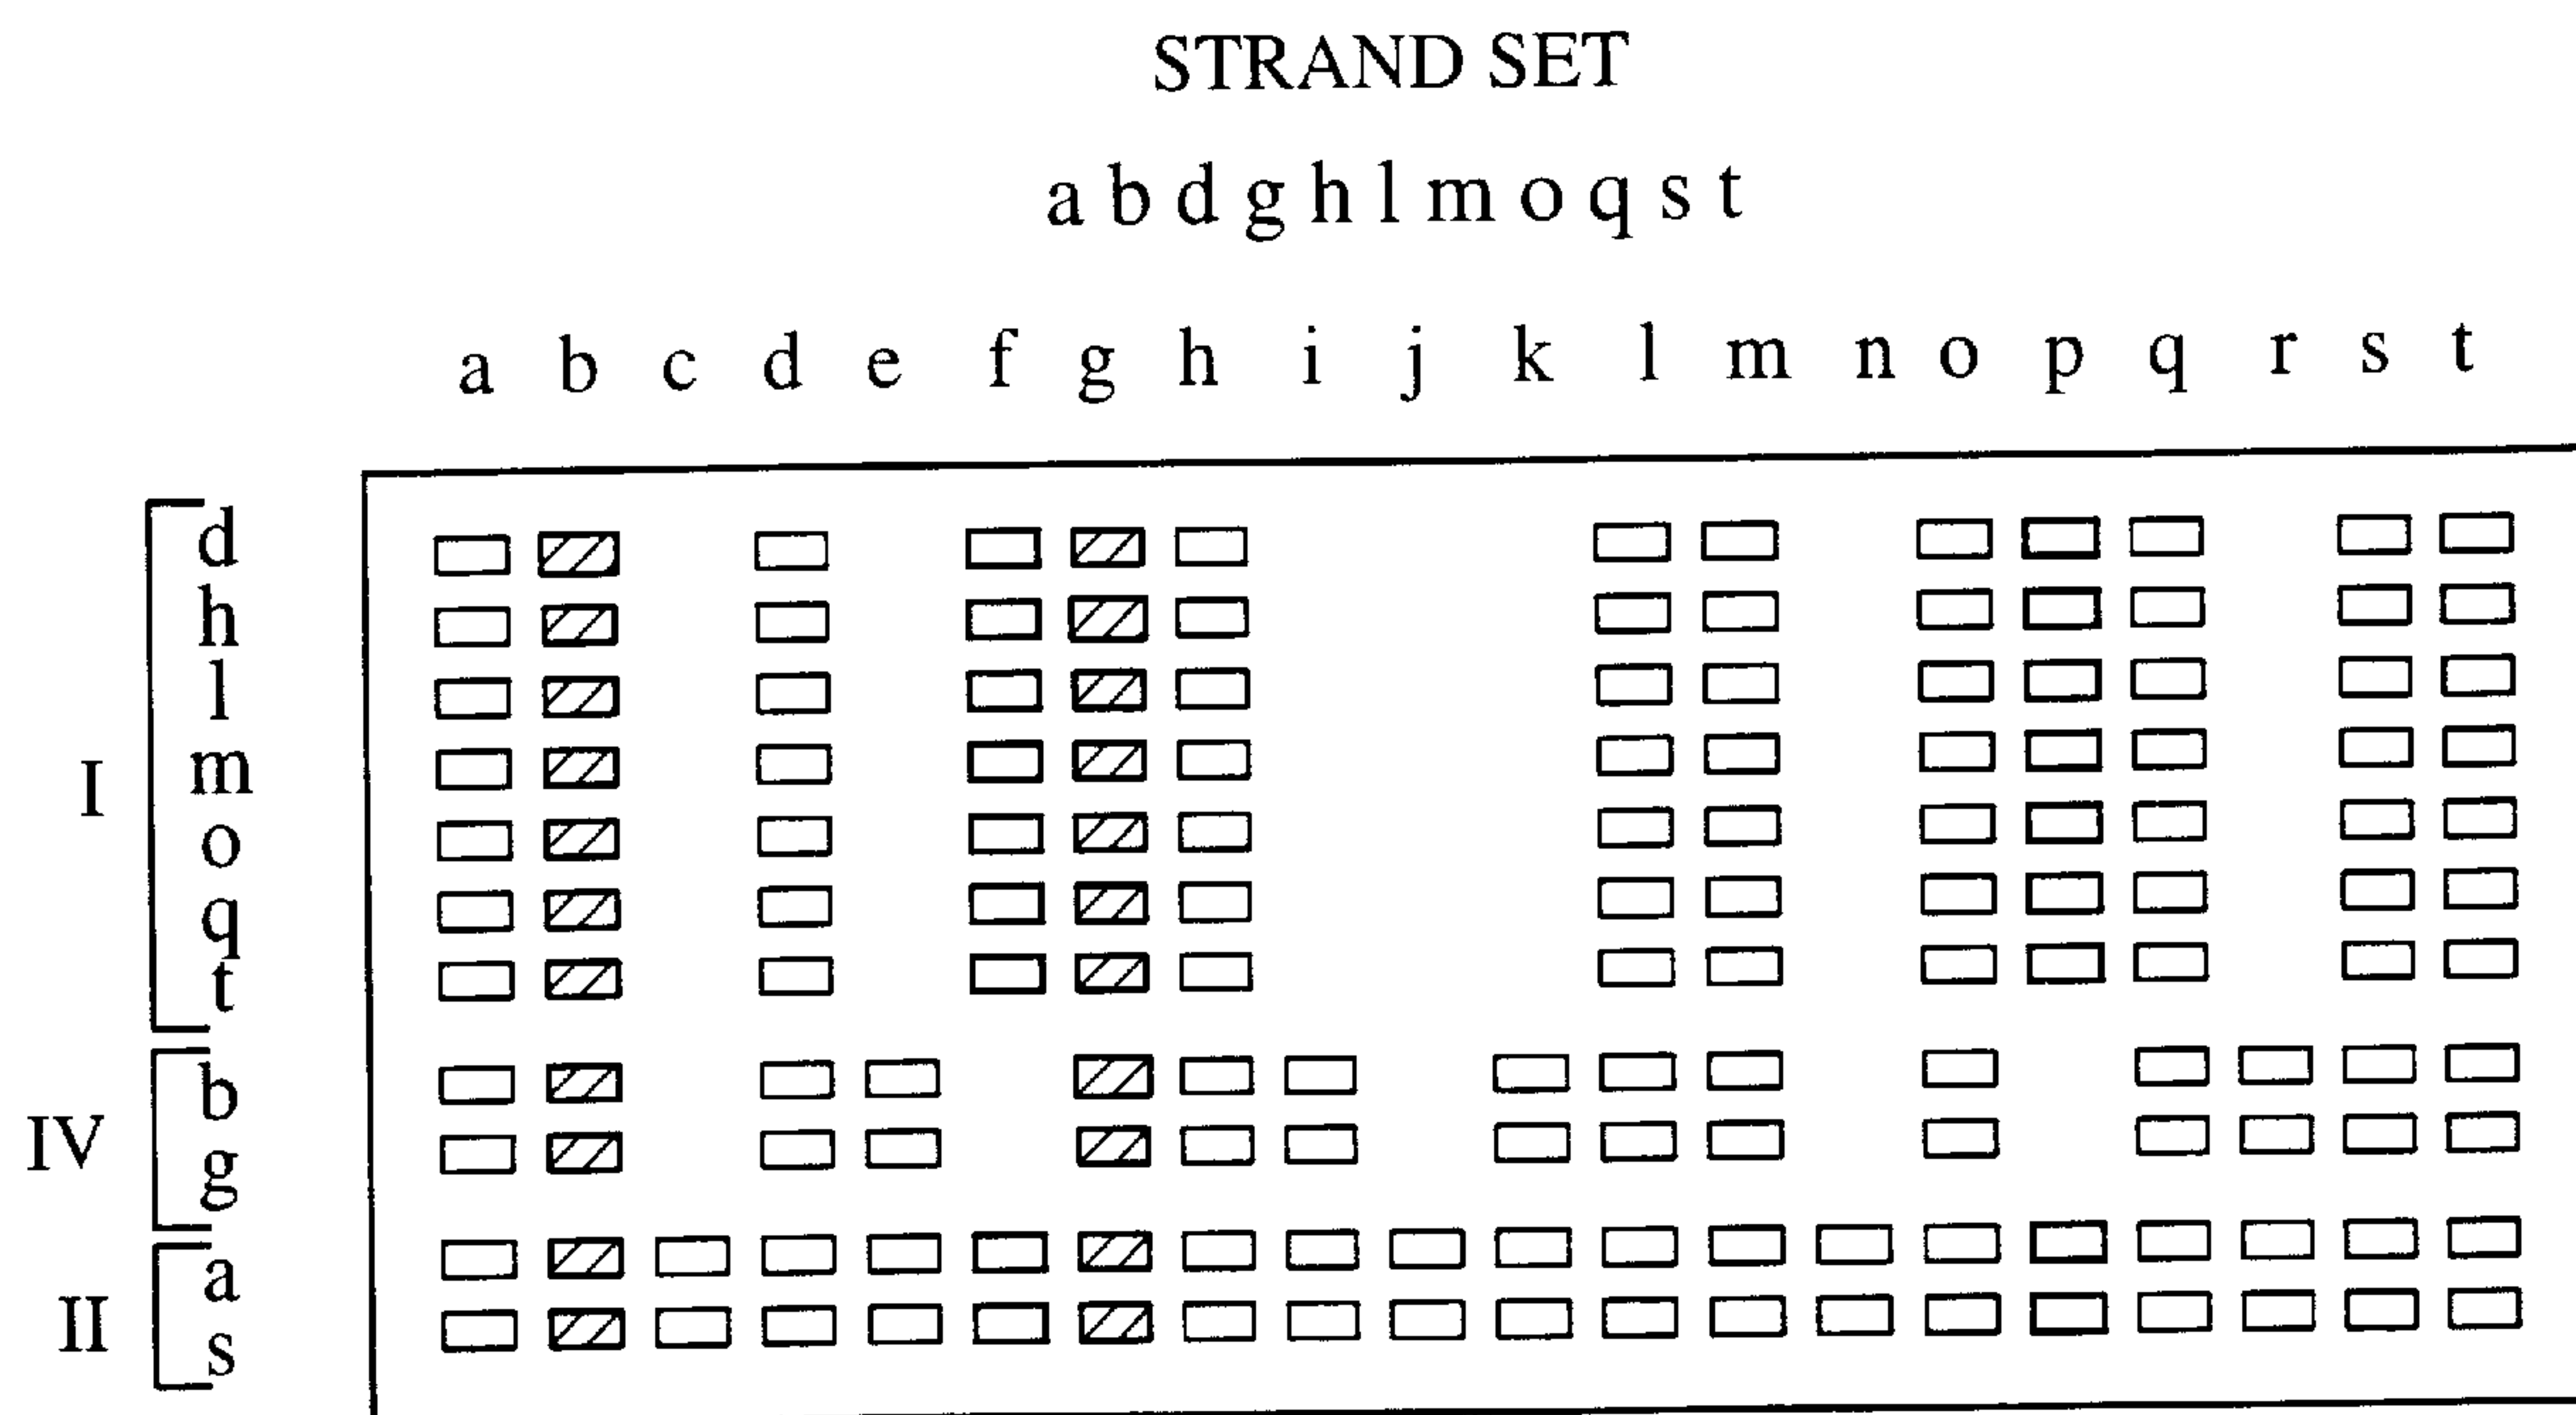 STRAND SET
a b d g h l m o q s t
a b c d e f g h i j k l m n o p q r s t
d
h
l
I m
o
q
t
b
IV g
a
II s